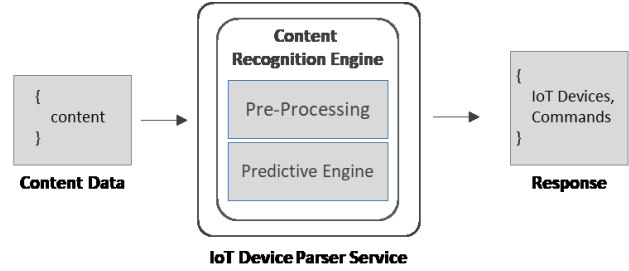 {
content
}
Content Data
Content
Recognition Engine
Pre-Processing
Predictive Engine
IoT Device Parser Service
{
IoT Devices,
Commands
}
Response